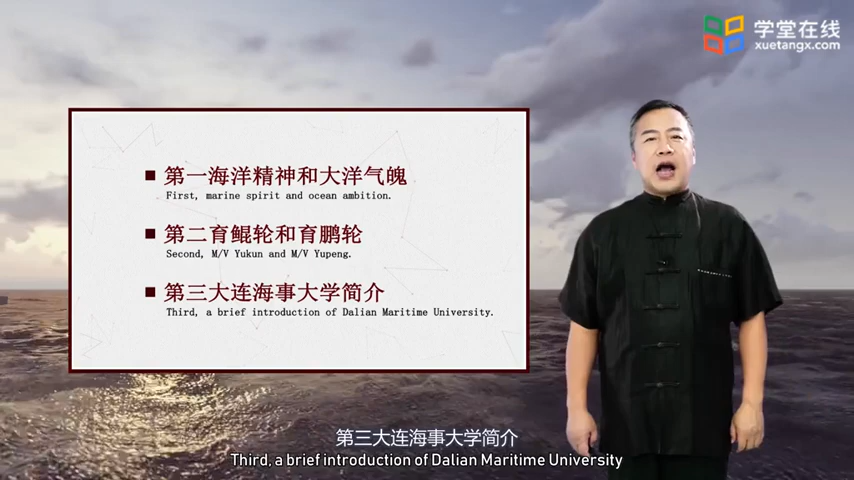 学堂在线
xuetangx.com
第一海洋精神和大洋气魄
First, marine spirit and ocean ambition.
第二育鲲轮和育鹏轮
Second, M/V Yukun and M/V Yupeng.
第三大连海事大学简介
Third, a brief introduction of Dalian Maritime University.
第三大连海事大学简介
Third, a brief introduction of Dalian Maritime University